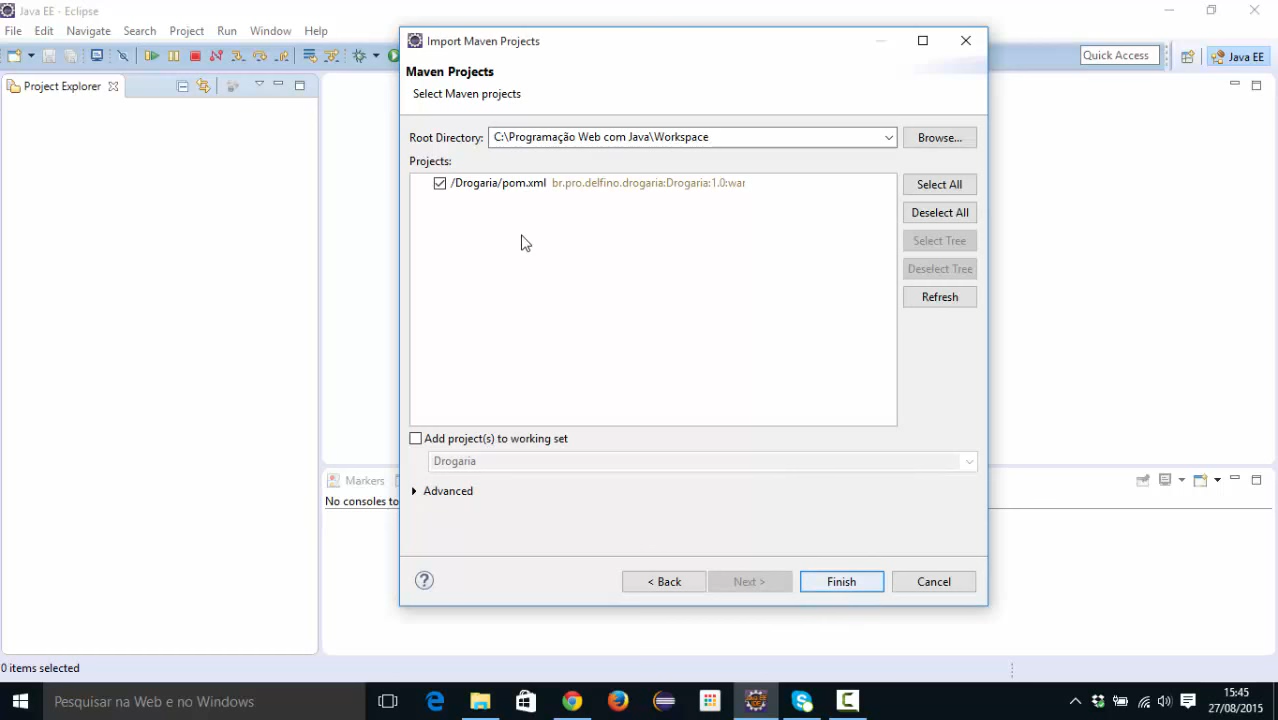 Java EE - Eclipse
File Edit Navigate Search Project Run Window Help
Quick Access
Java EE
Project Explorer
Import Maven Projects
Maven Projects
Select Maven projects
Root Directory: C:\Programação Web com Java\Workspace Browse...
Projects:
/Drogaria/pom.xml br.pro.delfino.drogaria:Drogaria:1.0:war
Select All
Deselect All
Select Tree
Deselect Tree
Refresh
Add project(s) to working set
Drogaria
Advanced
Markers
No consoles to
? < Back Next > Finish Cancel
0 items selected
Pesquisar na Web e no Windows
15:45
27/08/2015